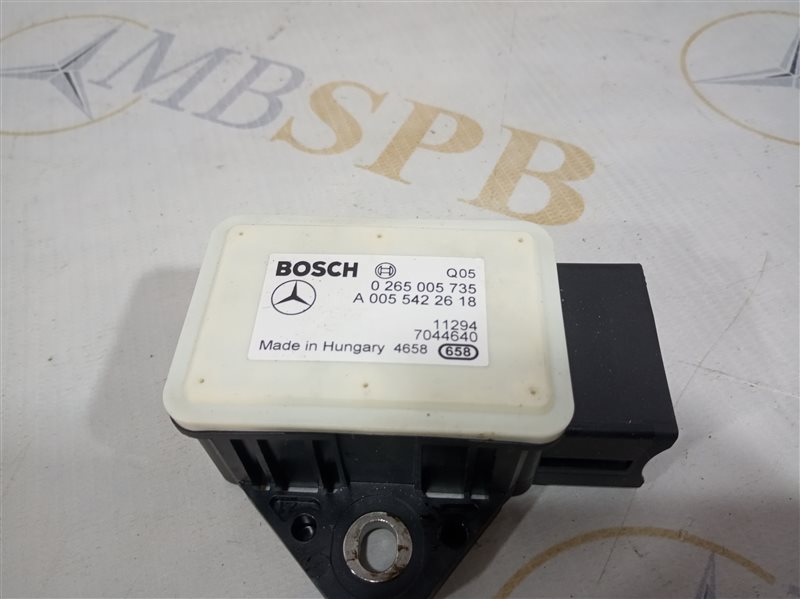 MBSPB
BOSCH Q05
0 265 005 735
A 005 542 26 18
11294
7044640
Made in Hungary 4658 658